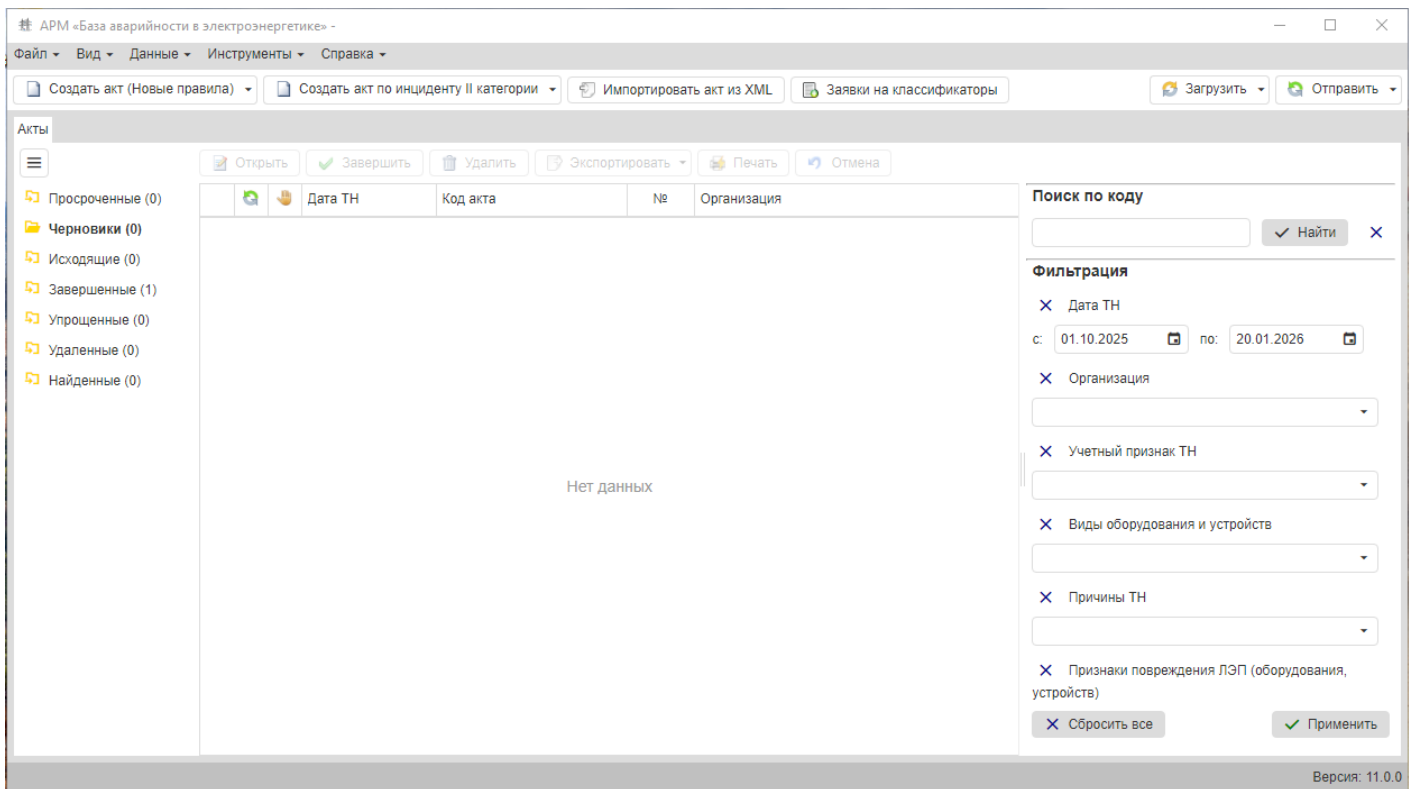 АРМ «База аварийности в электроэнергетике» -
Файл Вид Данные Инструменты Справка
Создать акт (Новые правила) Создать акт по инциденту II категории Импортировать акт из XML Заявки на классификаторы Загрузить Отправить
Акты
Открыть Завершить Удалить Экспортировать Печать Отмена
Просроченные (0)
Черновики (0)
Исходящие (0)
Завершенные (1)
Упрощенные (0)
Удаленные (0)
Найденные (0)
Дата ТН Код акта № Организация
Нет данных
Поиск по коду
Найти
Фильтрация
Дата ТН
с: 01.10.2025 по: 20.01.2026
Организация
Учетный признак ТН
Виды оборудования и устройств
Причины ТН
Признаки повреждения ЛЭП (оборудования,
устройств)
Сбросить все Применить
Версия: 11.0.0